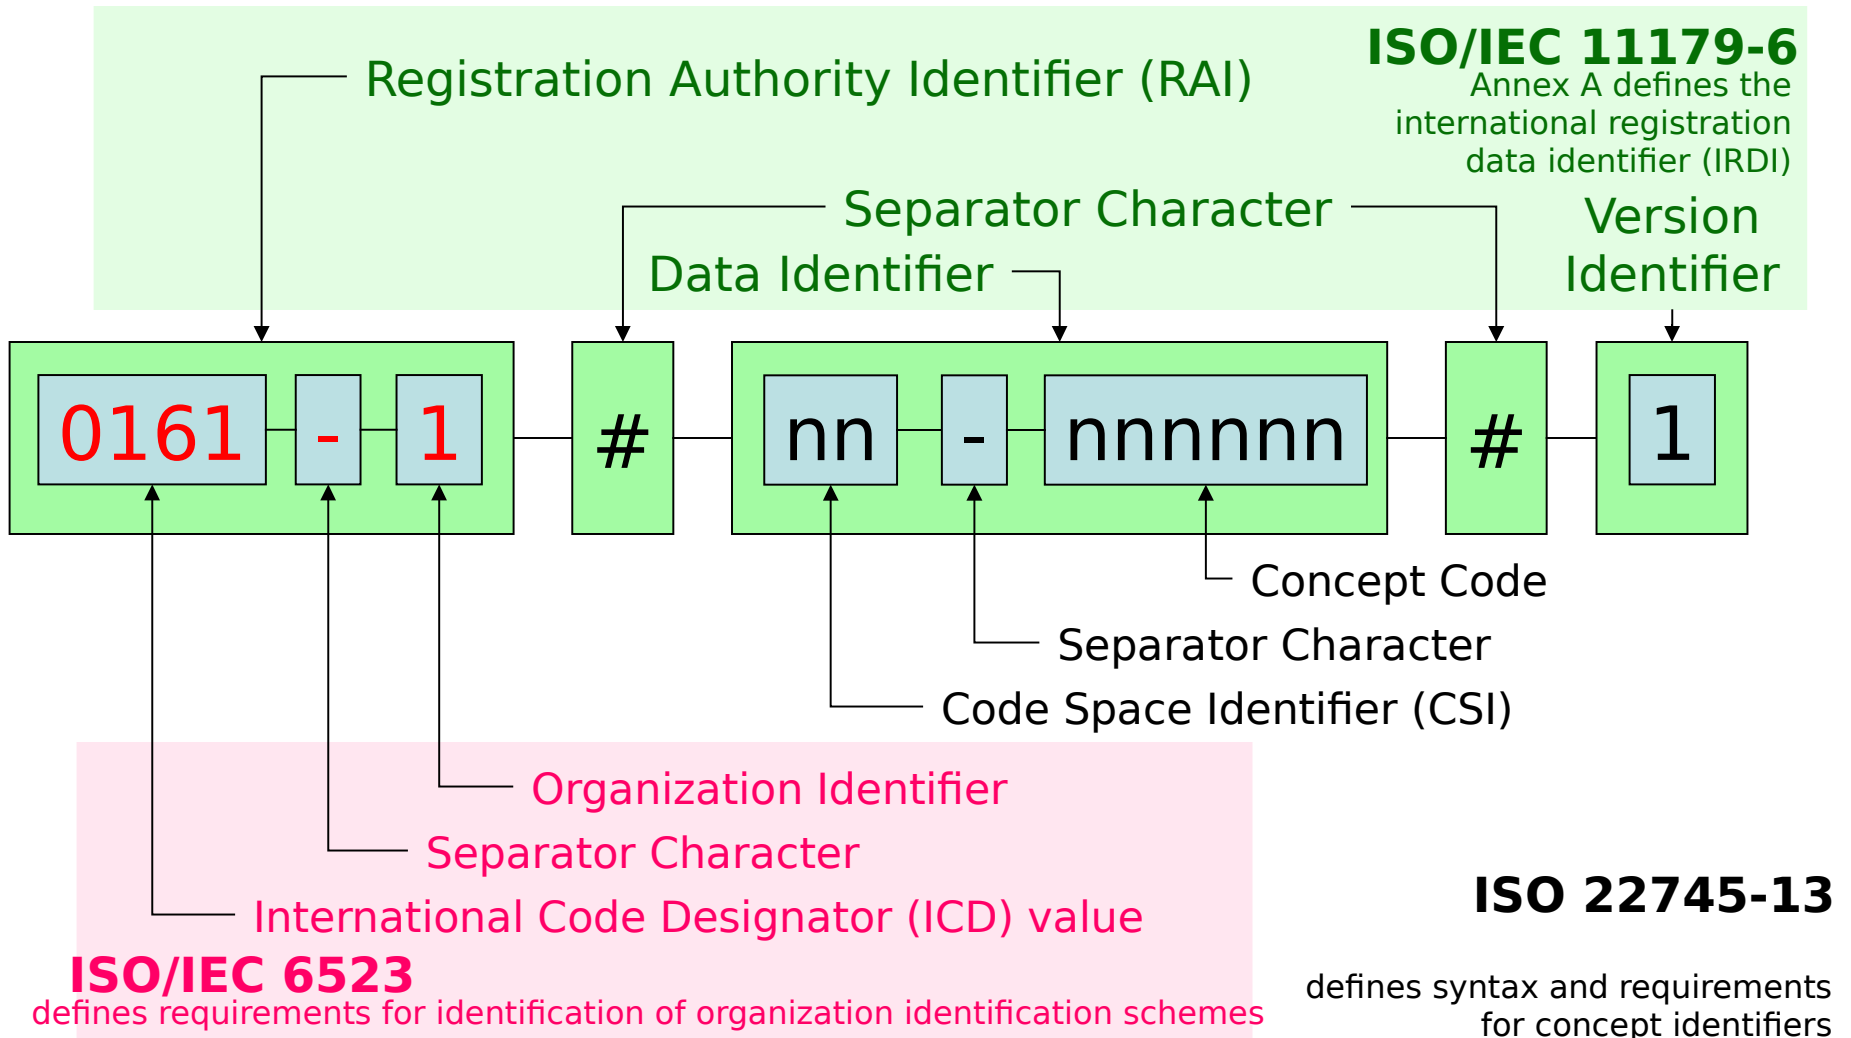 ISO/IEC 11179-6
Annex A defines the
international registration
data identifier (IRDI)
Registration Authority Identifier (RAI)
Separator Character
Version
Identifier
Data Identifier
0161 - 1 # nn - nnnnnn # 1
Concept Code
Separator Character
Code Space Identifier (CSI)
Organization Identifier
Separator Character
International Code Designator (ICD) value
ISO/IEC 6523
defines requirements for identification of organization identification schemes
ISO 22745-13
defines syntax and requirements
for concept identifiers